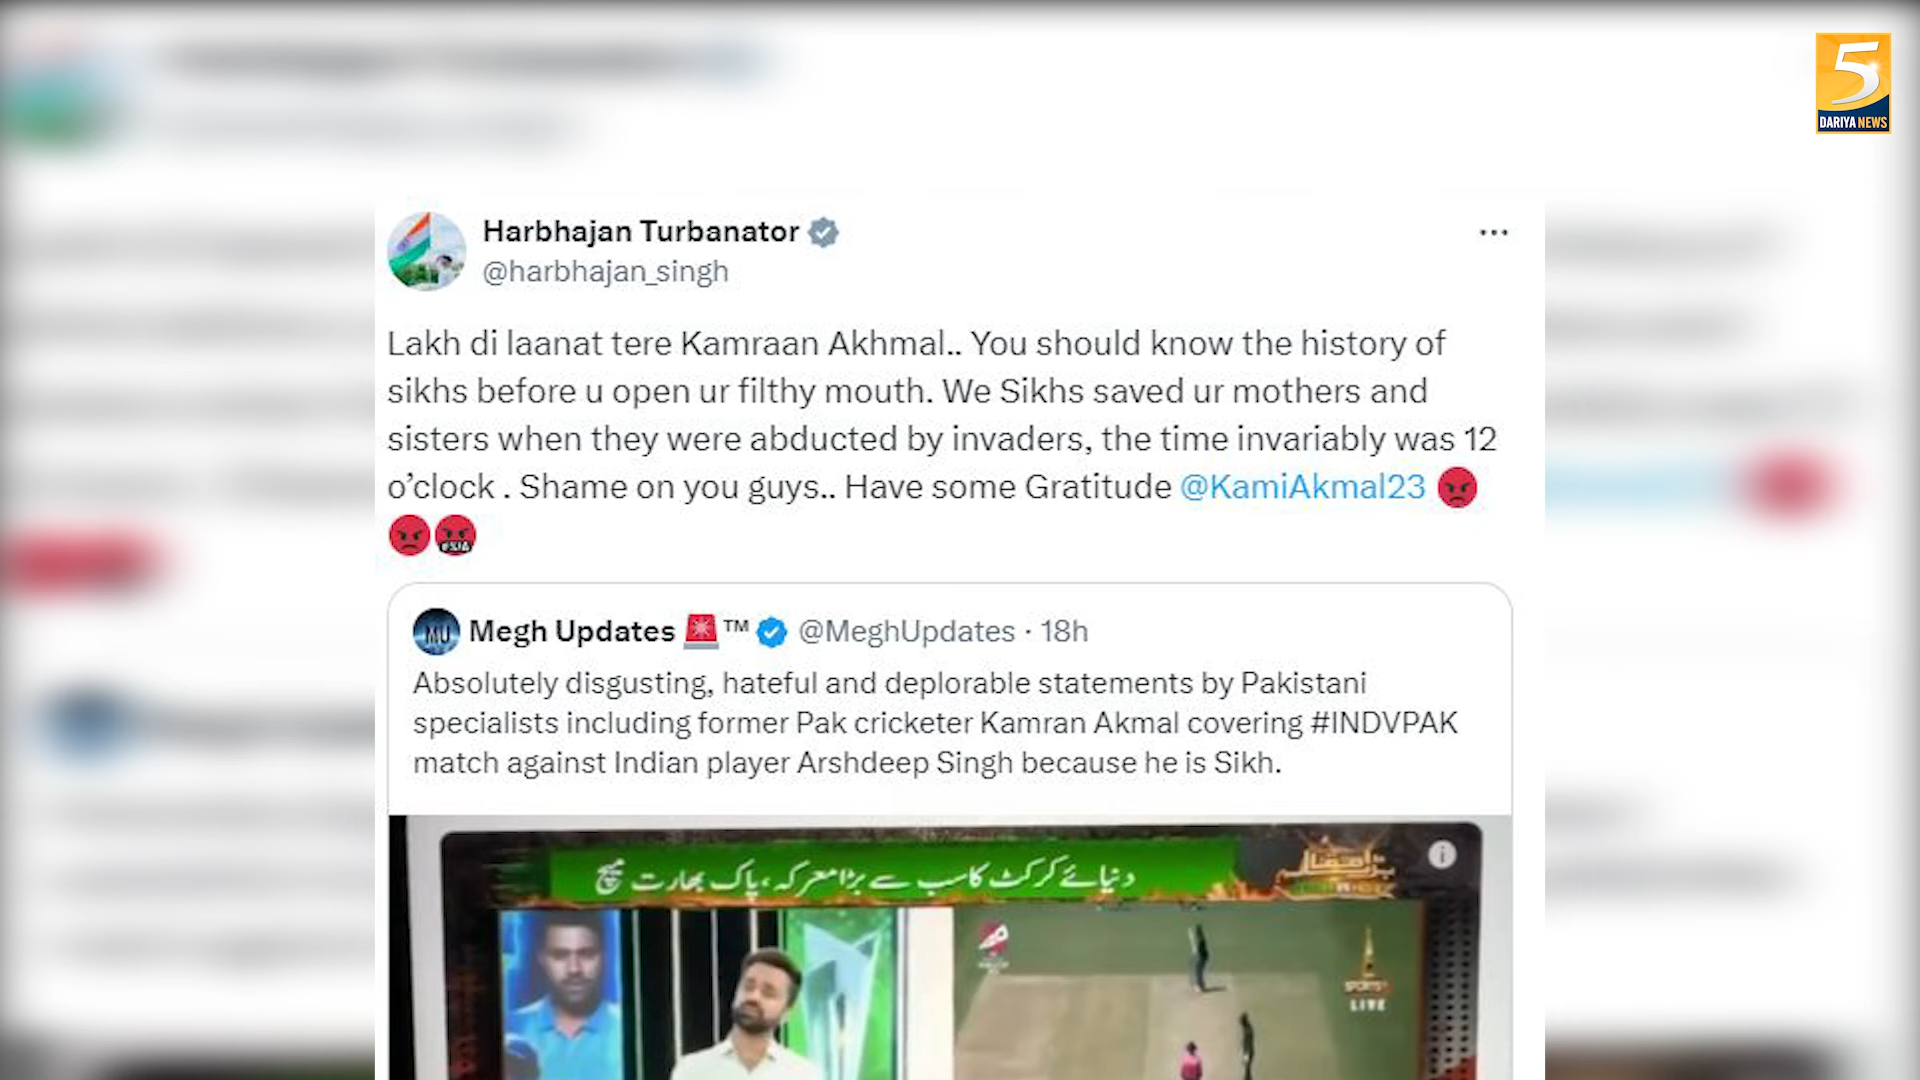 5
DARIYA NEWS
Harbhajan Turbanator
@harbhajan_singh
Lakh di laanat tere Kamraan Akhmal.. You should know the history of
sikhs before u open ur filthy mouth. We Sikhs saved ur mothers and
sisters when they were abducted by invaders, the time invariably was 12
o’clock . Shame on you guys.. Have some Gratitude @KamiAkmal23 😡
😡🤬
MU
Megh Updates 🚨™ @MeghUpdates · 18h
Absolutely disgusting, hateful and deplorable statements by Pakistani
specialists including former Pak cricketer Kamran Akmal covering #INDVPAK
match against Indian player Arshdeep Singh because he is Sikh.
دنیائے کرکٹ کا سب سے بڑا معرکہ، پاک بھارت میچ
LIVE